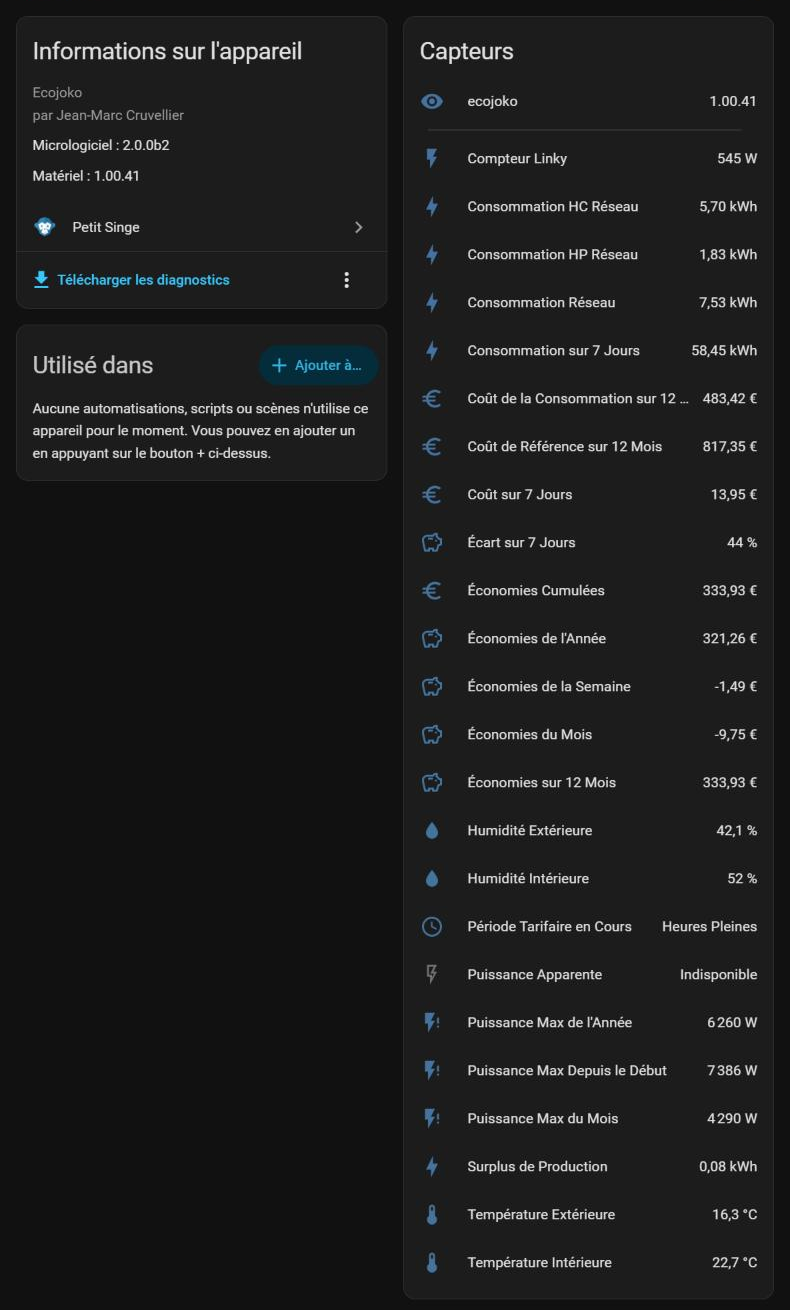 Informations sur l'appareil
Ecojoko
par Jean-Marc Cruvellier
Micrologiciel : 2.0.0b2
Matériel : 1.00.41
Petit Singe
Télécharger les diagnostics
Utilisé dans
Ajouter à…
Aucune automatisations, scripts ou scènes n'utilise ce
appareil pour le moment. Vous pouvez en ajouter un
en appuyant sur le bouton + ci-dessus.
Capteurs
ecojoko 1.00.41
Compteur Linky 545 W
Consommation HC Réseau 5,70 kWh
Consommation HP Réseau 1,83 kWh
Consommation Réseau 7,53 kWh
Consommation sur 7 Jours 58,45 kWh
Coût de la Consommation sur 12 … 483,42 €
Coût de Référence sur 12 Mois 817,35 €
Coût sur 7 Jours 13,95 €
Écart sur 7 Jours 44 %
Économies Cumulées 333,93 €
Économies de l'Année 321,26 €
Économies de la Semaine -1,49 €
Économies du Mois -9,75 €
Économies sur 12 Mois 333,93 €
Humidité Extérieure 42,1 %
Humidité Intérieure 52 %
Période Tarifaire en Cours Heures Pleines
Puissance Apparente Indisponible
Puissance Max de l'Année 6 260 W
Puissance Max Depuis le Début 7 386 W
Puissance Max du Mois 4 290 W
Surplus de Production 0,08 kWh
Température Extérieure 16,3 °C
Température Intérieure 22,7 °C